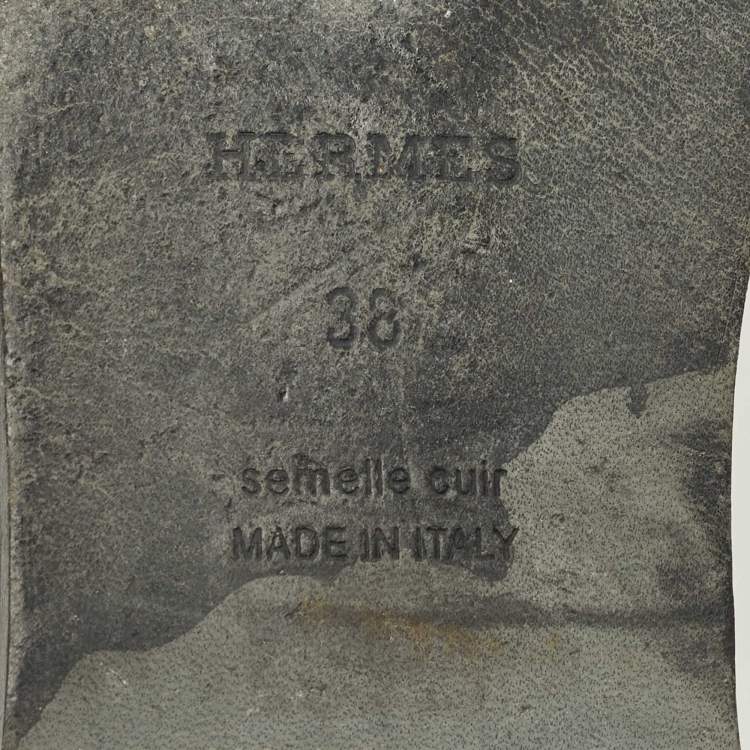 HERMES
38
semelle cuir
MADE IN ITALY